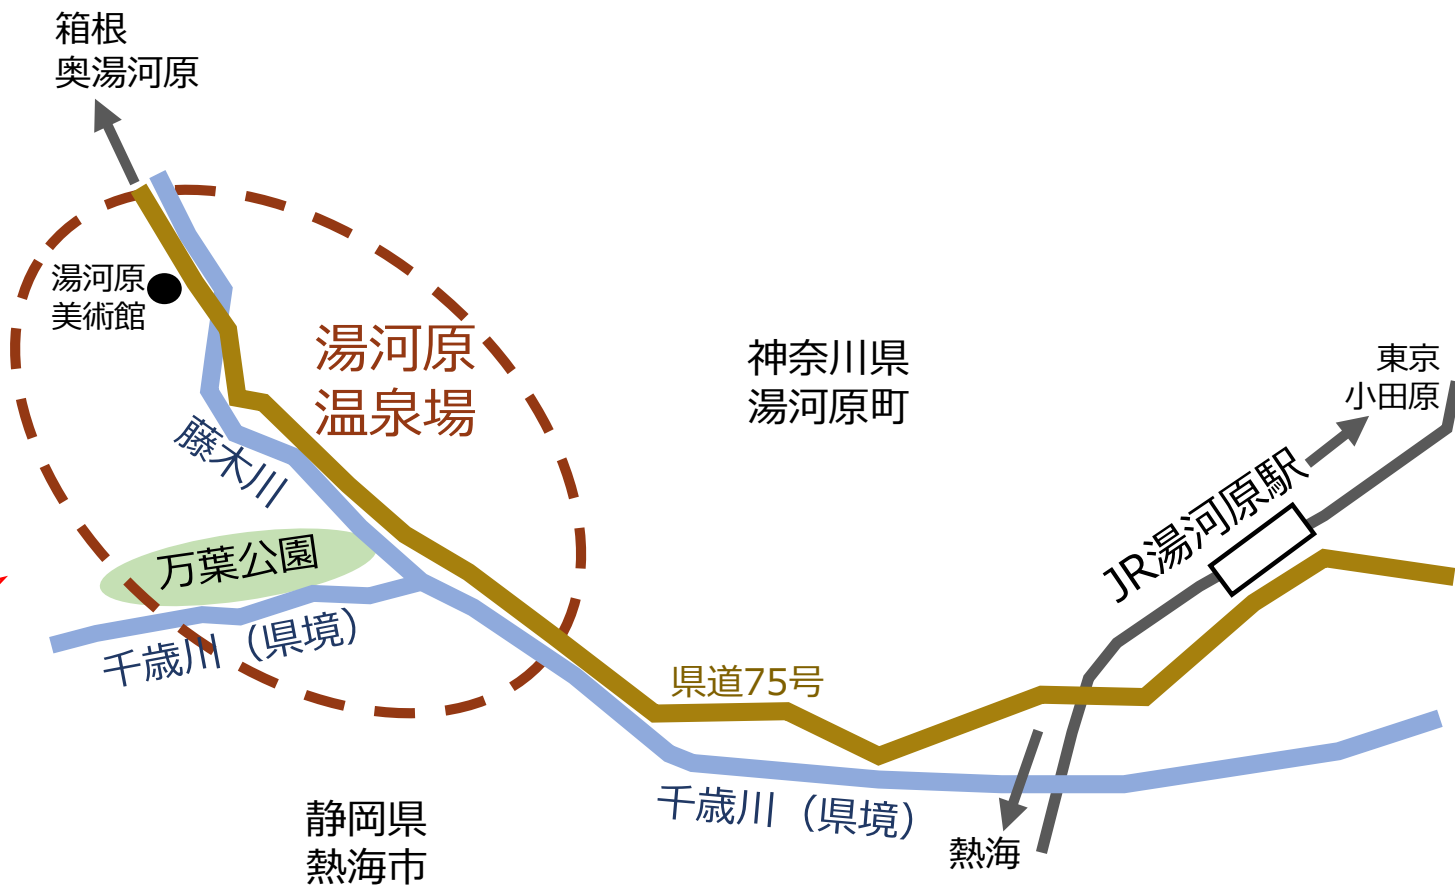 箱根
奥湯河原
湯河原
美術館
湯河原
温泉場
神奈川県
湯河原町
東京
小田原
JR湯河原駅
藤木川
万葉公園
千歳川（県境）
県道75号
千歳川（県境）
静岡県
熱海市
熱海